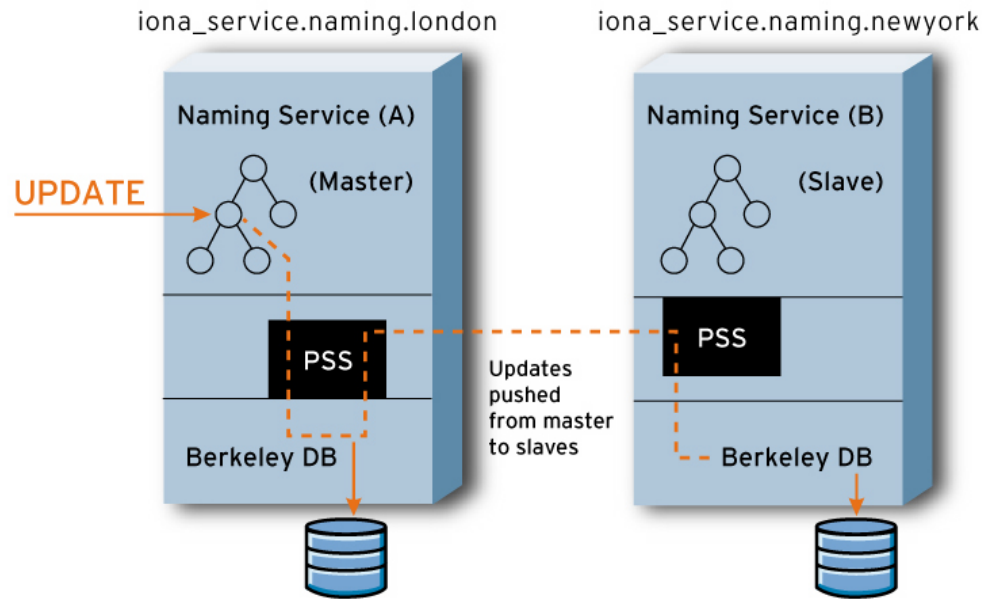 iona_service.naming.london
iona_service.naming.newyork
Naming Service (A)
(Master)
UPDATE
PSS
Berkeley DB
Updates
pushed
from master
to slaves
Naming Service (B)
(Slave)
PSS
Berkeley DB